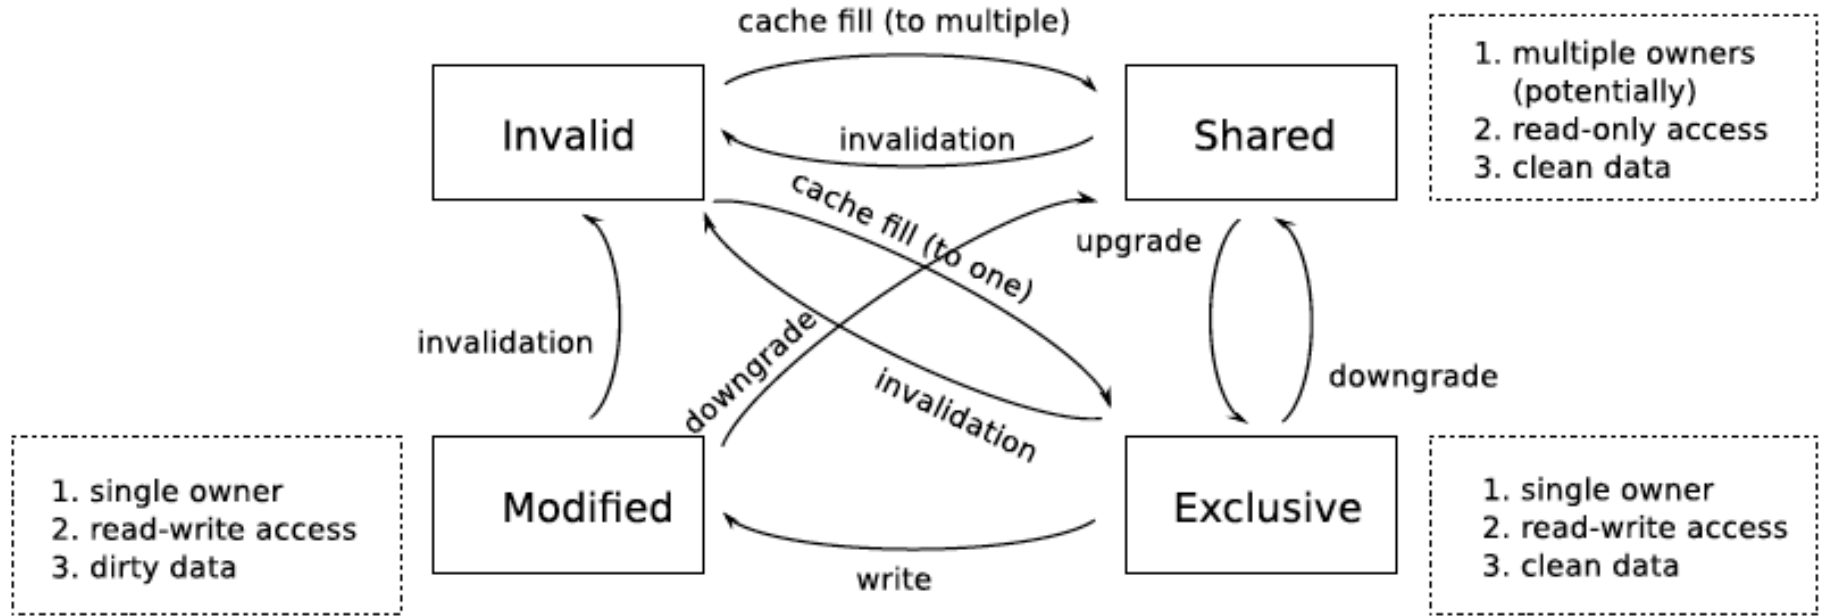 cache fill (to multiple)
Invalid
invalidation
Shared
1. multiple owners
(potentially)
2. read-only access
3. clean data
cache fill (to one)
upgrade
invalidation
downgrade
invalidation
downgrade
1. single owner
2. read-write access
3. dirty data
Modified
write
Exclusive
1. single owner
2. read-write access
3. clean data